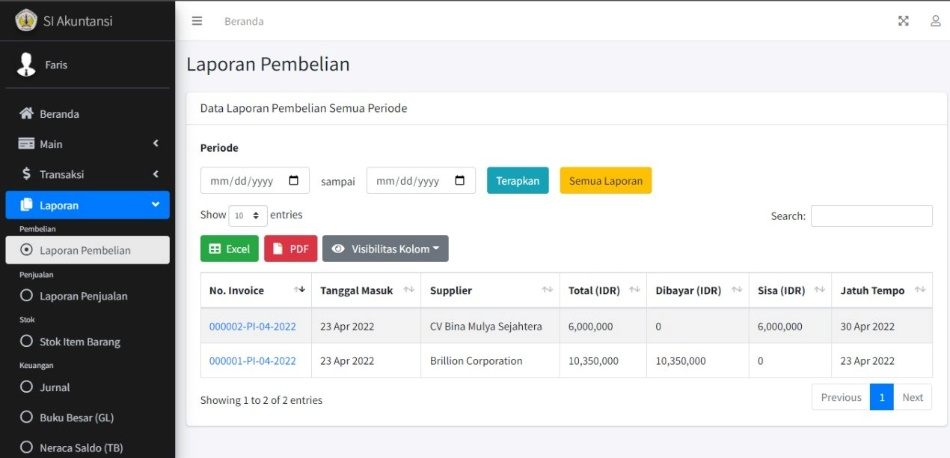 SI Akuntansi
Beranda
Faris
Laporan Pembelian
Beranda
Main
Transaksi
Laporan
Pembelian
Laporan Pembelian
Penjualan
Laporan Penjualan
Stok
Stok Item Barang
Keuangan
Jurnal
Buku Besar (GL)
Neraca Saldo (TB)
Data Laporan Pembelian Semua Periode
Periode
mm/dd/yyyy sampai mm/dd/yyyy Terapkan Semua Laporan
Show 10 entries Search:
Excel PDF Visibilitas Kolom
No. Invoice Tanggal Masuk Supplier Total (IDR) Dibayar (IDR) Sisa (IDR) Jatuh Tempo
000002-PI-04-2022 23 Apr 2022 CV Bina Mulya Sejahtera 6,000,000 0 6,000,000 30 Apr 2022
000001-PI-04-2022 23 Apr 2022 Brillion Corporation 10,350,000 10,350,000 0 23 Apr 2022
Showing 1 to 2 of 2 entries Previous 1 Next